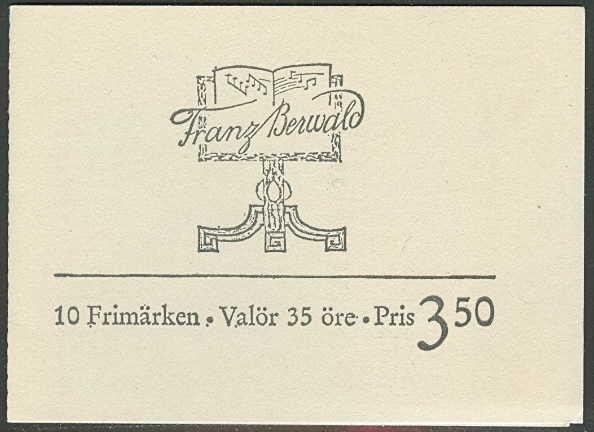 Franz Berwald
10 Frimärken • Valör 35 öre • Pris 3 50